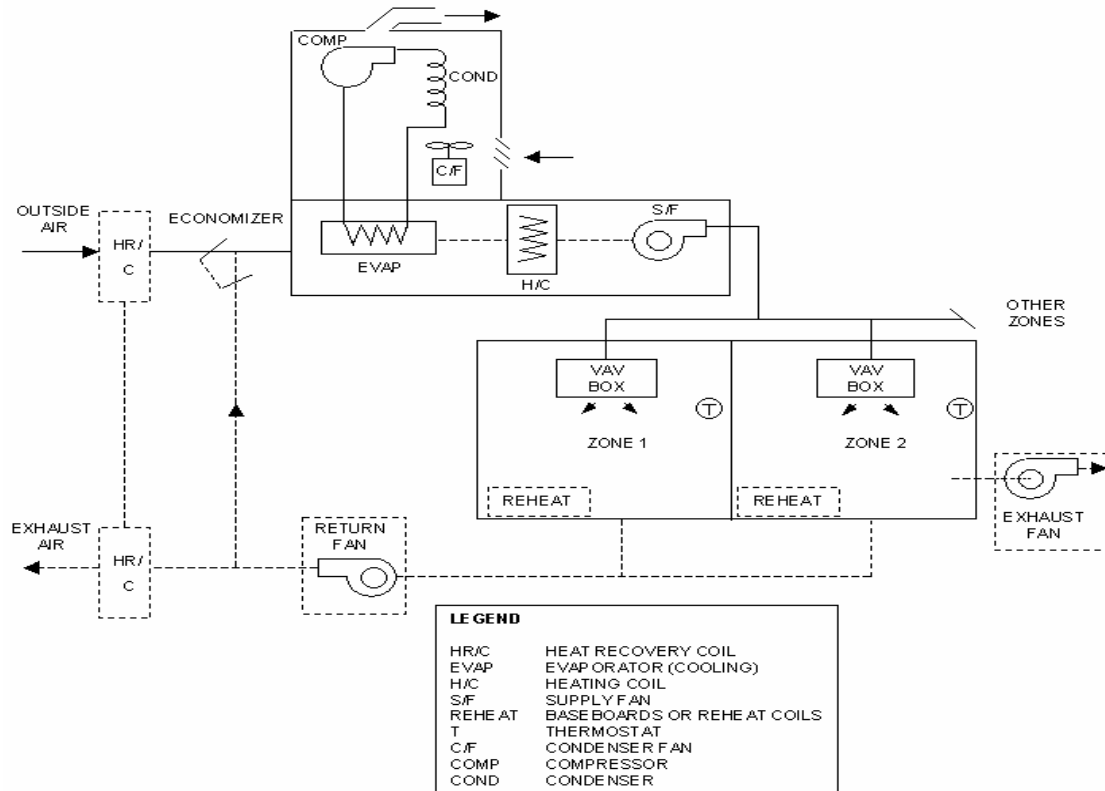 COMP
COND
C/F
OUTSIDE
AIR
ECONOMIZER
HR/
C
EVAP
H/C
S/F
OTHER
ZONES
VAV
BOX
T
ZONE 1
REHEAT
VAV
BOX
T
ZONE 2
REHEAT
EXHAUST
FAN
EXHAUST
AIR
HR/
C
RETURN
FAN
LEGEND
HR/C HEAT RECOVERY COIL
EVAP EVAPORATOR (COOLING)
H/C HEATING COIL
S/F SUPPLY FAN
REHEAT BASEBOARDS OR REHEAT COILS
T THERMOSTAT
C/F CONDENSER FAN
COMP COMPRESSOR
COND CONDENSER